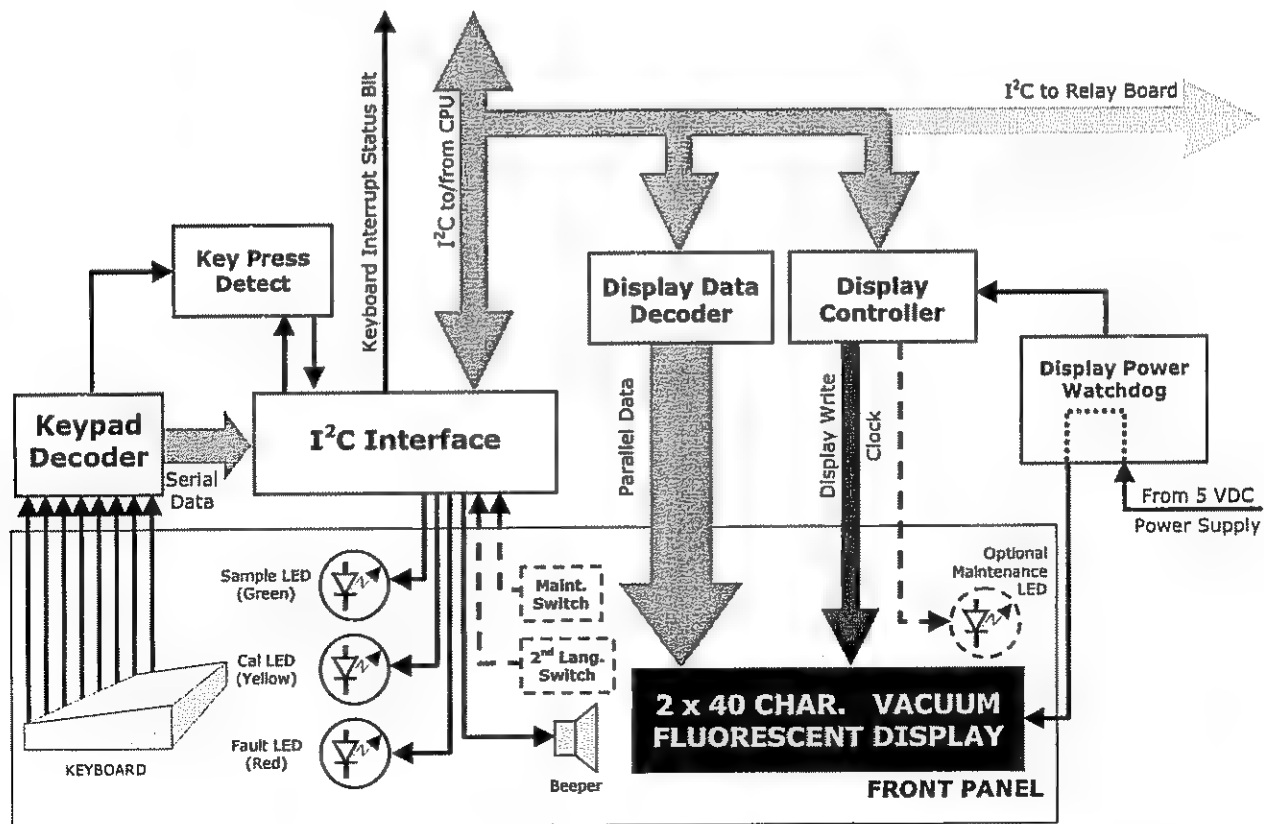 I²C to Relay Board
Keyboard Interrupt Status Bit
I²C to/from CPU
Key Press
Detect
Display Data
Decoder
Display
Controller
Display Power
Watchdog
Keypad
Decoder
I²C Interface
Serial
Data
Parallel Data
Display Write
Clock
From 5 VDC
Power Supply
Sample LED
(Green)
Maint.
Switch
Optional
Maintenance
LED
Cal LED
(Yellow)
2nd Lang.
Switch
2 x 40 CHAR. VACUUM
FLUORESCENT DISPLAY
Fault LED
(Red)
KEYBOARD
Beeper
FRONT PANEL